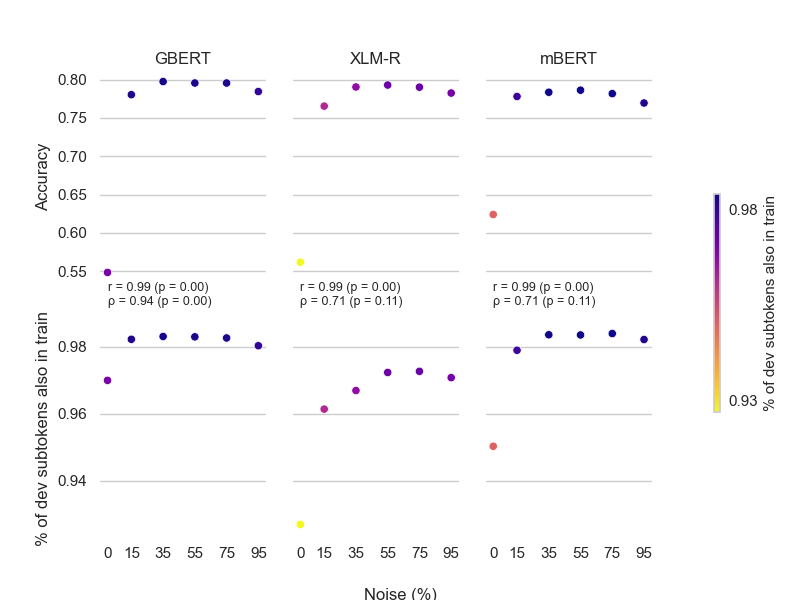 GBERT XLM-R mBERT
0.80
0.75
0.70
0.65
0.60
0.55
Accuracy
r = 0.99 (p = 0.00)
ρ = 0.94 (p = 0.00)
r = 0.99 (p = 0.00)
ρ = 0.71 (p = 0.11)
r = 0.99 (p = 0.00)
ρ = 0.71 (p = 0.11)
0.98
0.96
0.94
% of dev subtokens also in train
0 15 35 55 75 95
0 15 35 55 75 95
0 15 35 55 75 95
Noise (%)
0.98
0.93
% of dev subtokens also in train